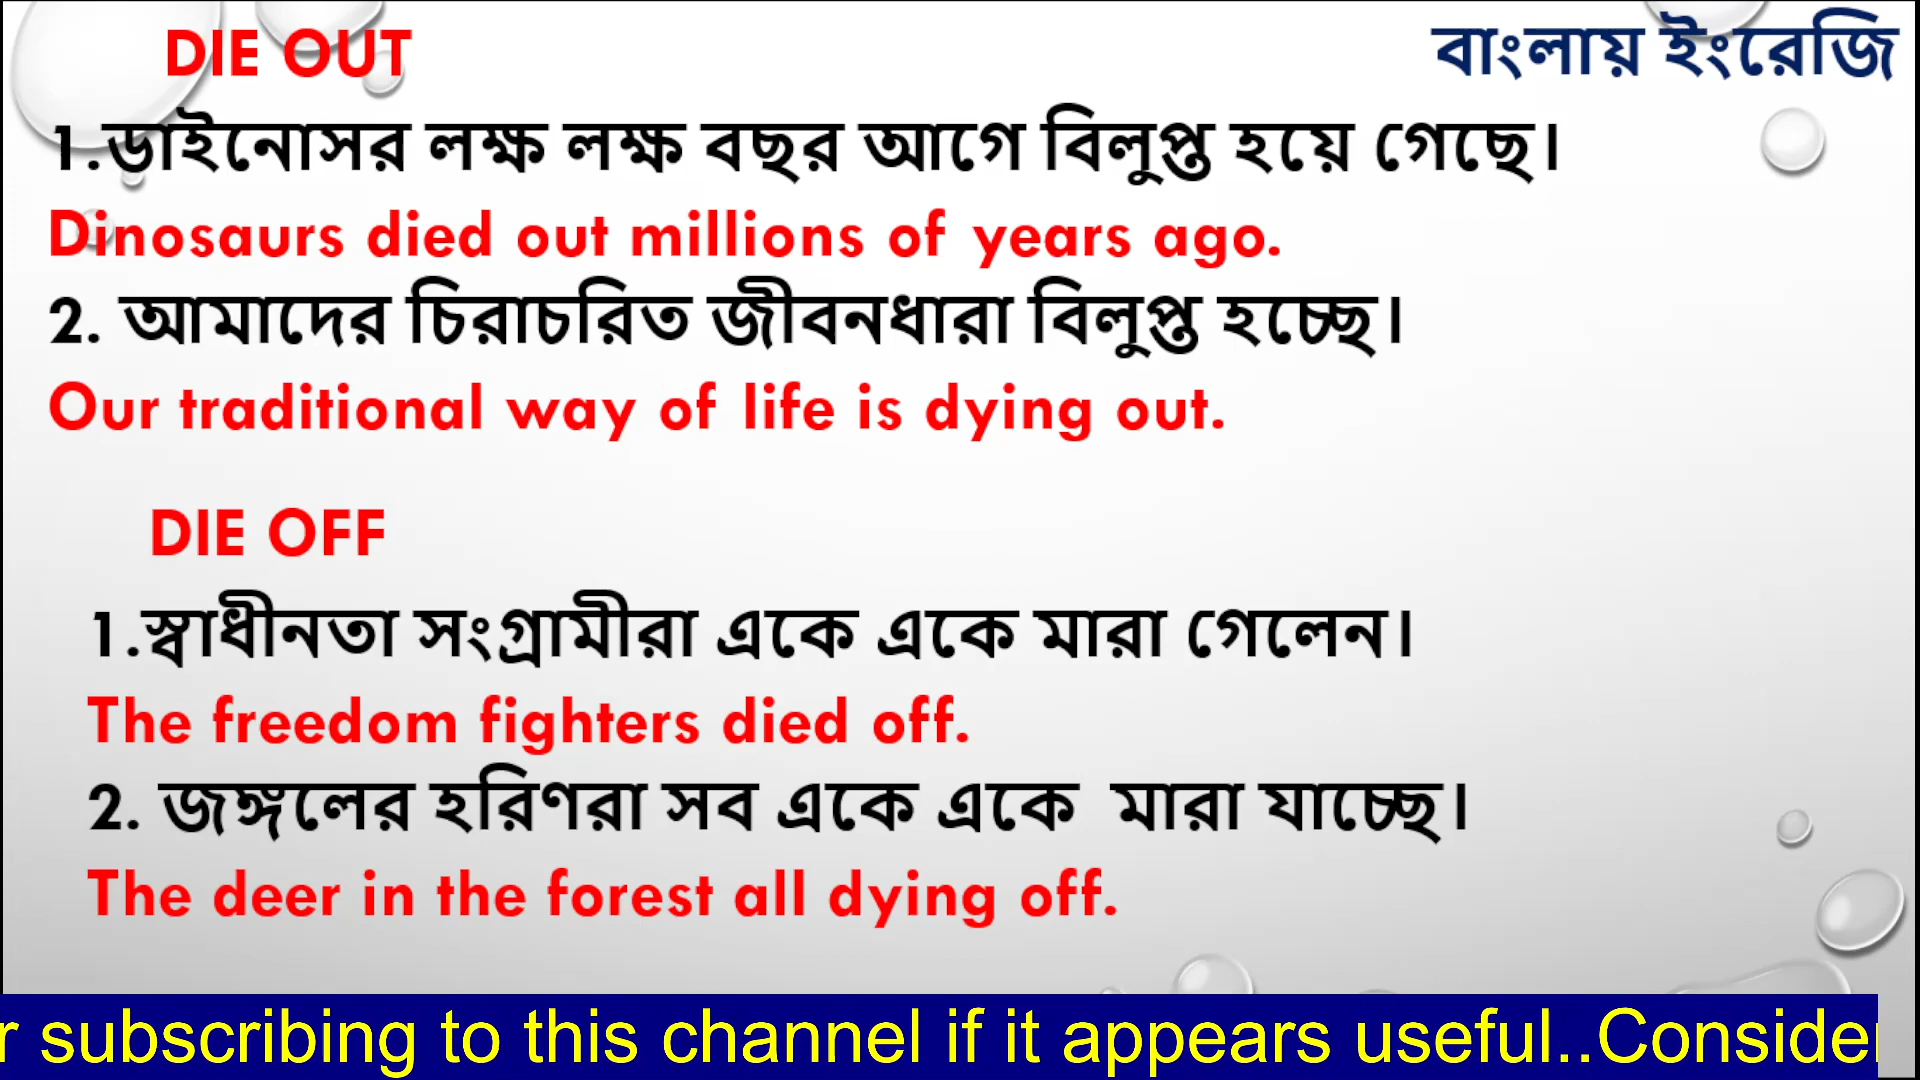 DIE OUT
বাংলায় ইংরেজি
1.ডাইনোসর লক্ষ লক্ষ বছর আগে বিলুপ্ত হয়ে গেছে।
Dinosaurs died out millions of years ago.
2. আমাদের চিরাচরিত জীবনধারা বিলুপ্ত হচ্ছে।
Our traditional way of life is dying out.
DIE OFF
1.স্বাধীনতা সংগ্রামীরা একে একে মারা গেলেন।
The freedom fighters died off.
2. জঙ্গলের হরিণরা সব একে একে মারা যাচ্ছে।
The deer in the forest all dying off.
r subscribing to this channel if it appears useful..Consider